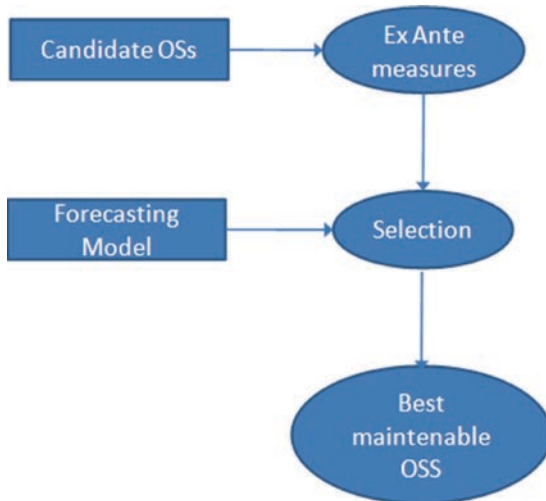 Candidate OSs
Ex Ante
measures
Forecasting
Model
Selection
Best
maintenable
OSS